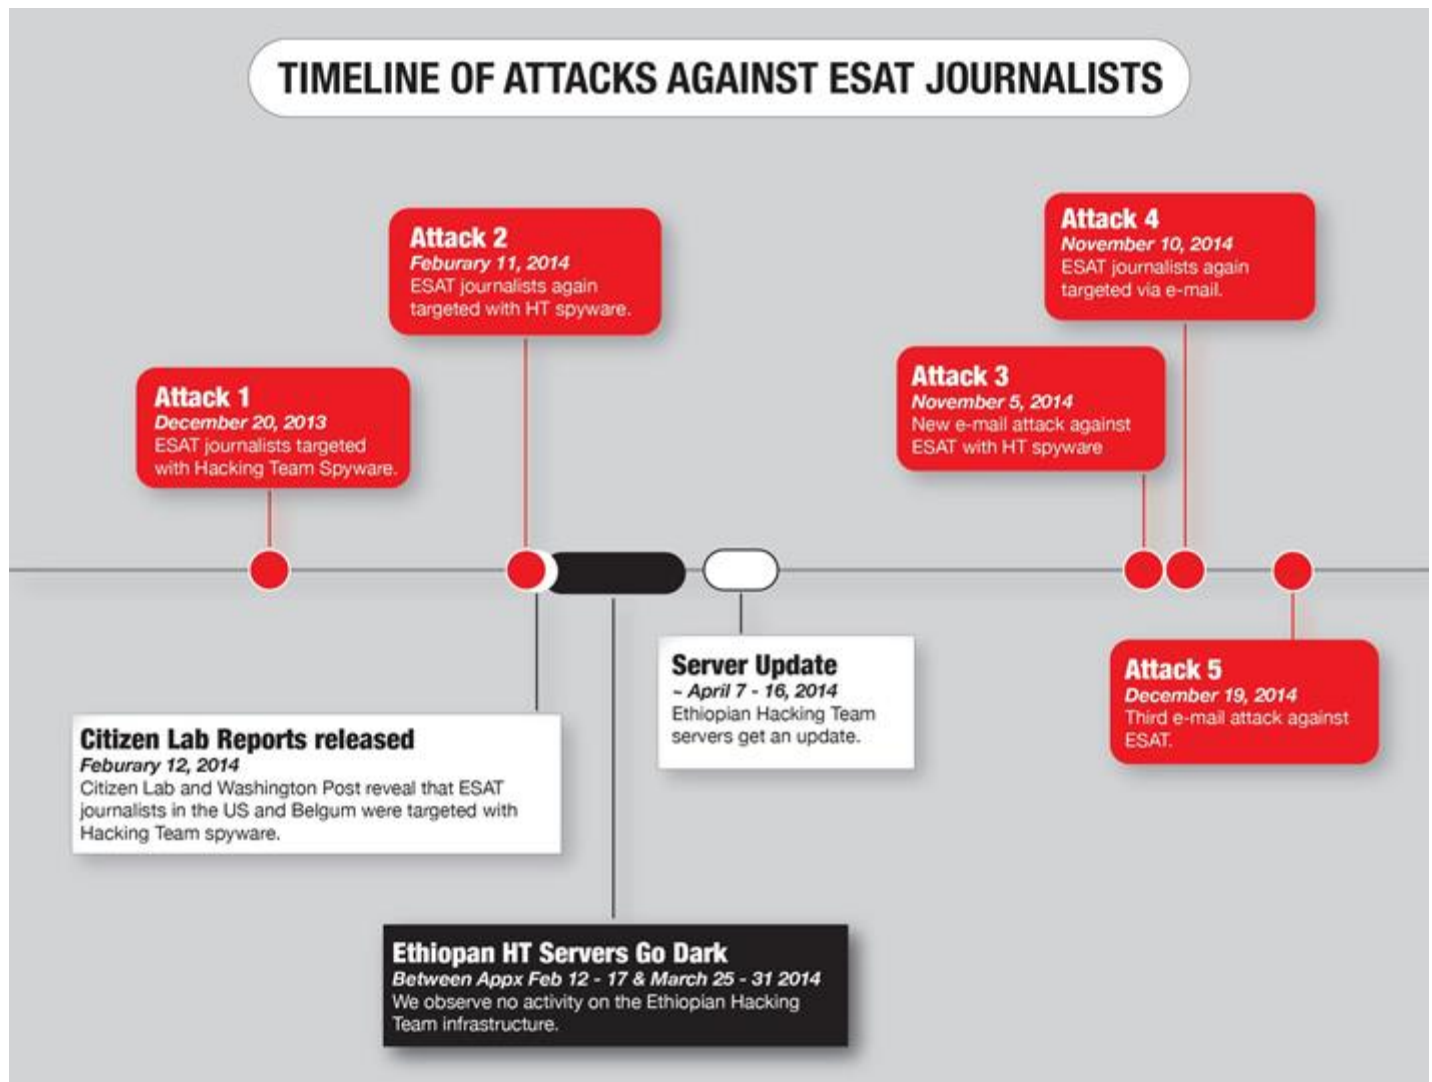 TIMELINE OF ATTACKS AGAINST ESAT JOURNALISTS
Attack 1
December 20, 2013
ESAT journalists targeted
with Hacking Team Spyware.
Attack 2
Feburary 11, 2014
ESAT journalists again
targeted with HT spyware.
Attack 3
November 5, 2014
New e-mail attack against
ESAT with HT spyware
Attack 4
November 10, 2014
ESAT journalists again
targeted via e-mail.
Citizen Lab Reports released
Feburary 12, 2014
Citizen Lab and Washington Post reveal that ESAT
journalists in the US and Belgum were targeted with
Hacking Team spyware.
Ethiopan HT Servers Go Dark
Between Appx Feb 12 - 17 & March 25 - 31 2014
We observe no activity on the Ethiopian Hacking
Team infrastructure.
Server Update
~ April 7 - 16, 2014
Ethiopian Hacking Team
servers get an update.
Attack 5
December 19, 2014
Third e-mail attack against
ESAT.